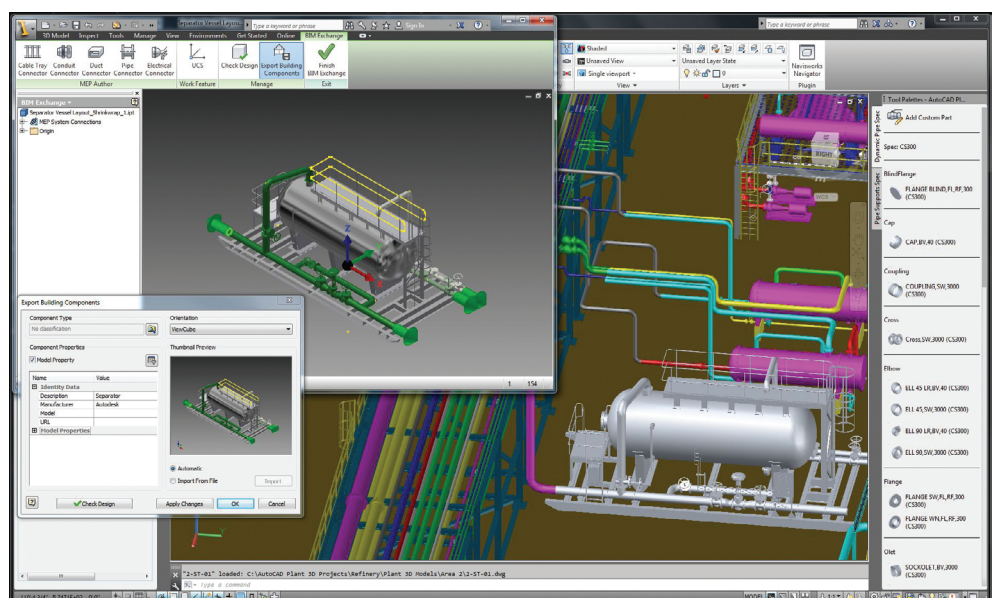 Separator Vessel Layout...
Type a keyword or phrase
Sign In
3D Model Inspect Tools Manage View Environments Get Started Online BIM Exchange
Cable Tray Connector
Conduit Connector
Duct Connector
Pipe Connector
Electrical Connector
UCS
Check Design
Export Building Components
Finish BIM Exchange
MEP Author
Work Feature
Manage
Exit
BIM Exchange
Separator Vessel Layout_Shrinkwrap_1.ipt
MEP System Connections
Origin
Z
X
1 154
Type a keyword or phrase
Shaded
Unsaved View
Single viewport
View
Unsaved Layer State
0
Layers
Navisworks Navigator
Plugin
RIGHT
WCS
Tool Palettes - AutoCAD Pl...
Dynamic Pipe Spec
Pipe Supports Spec
Add Custom Part
Spec: CS300
BlindFlange
FLANGE BLIND,FL,RF,300 (CS300)
Cap
CAP,BV,40 (CS300)
Coupling
COUPLING,SW,3000 (CS300)
Cross
Cross,SW,3000 (CS300)
Elbow
ELL 45 LR,BV,40 (CS300)
ELL 45,SW,3000 (CS300)
ELL 90 LR,BV,40 (CS300)
ELL 90,SW,3000 (CS300)
Flange
FLANGE SW,FL,RF,300 (CS300)
FLANGE WN,FL,RF,300 (CS300)
Olet
SOCKOLET,BV,3000 (CS300)
Export Building Components
Component Type
No classification
Component Properties
Model Property
Name Value
Identity Data
Description Separator
Manufacturer Autodesk
Model
URL
Model Properties
Orientation
ViewCube
Thumbnail Preview
Automatic
Import From File
Import
Check Design
Apply Changes
OK
Cancel
"2-ST-01" loaded: C:\AutoCAD Plant 3D Projects\Refinery\Plant 3D Models\Area 2\2-ST-01.dwg
Type a command
MODEL
1:1